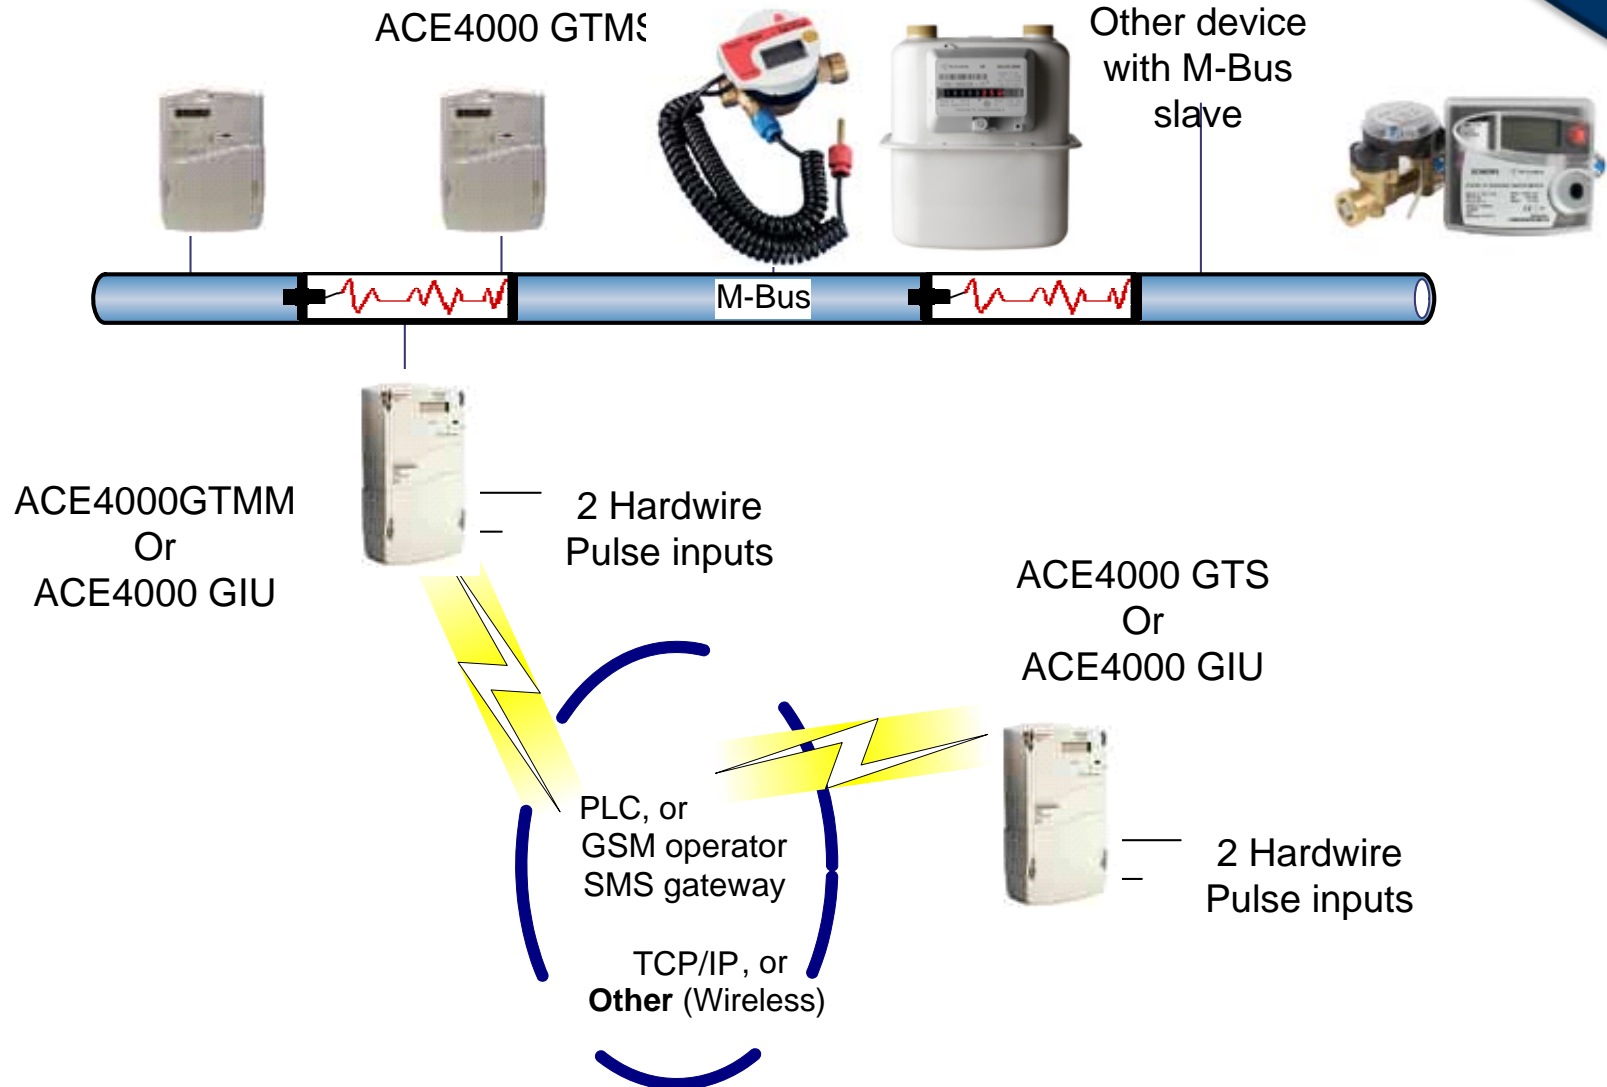 ACE4000 GTMS
Other device
with M-Bus
slave
M-Bus
ACE4000GTMM
Or
ACE4000 GIU
2 Hardwire
Pulse inputs
ACE4000 GTS
Or
ACE4000 GIU
PLC, or
GSM operator
SMS gateway
2 Hardwire
Pulse inputs
TCP/IP, or
Other (Wireless)